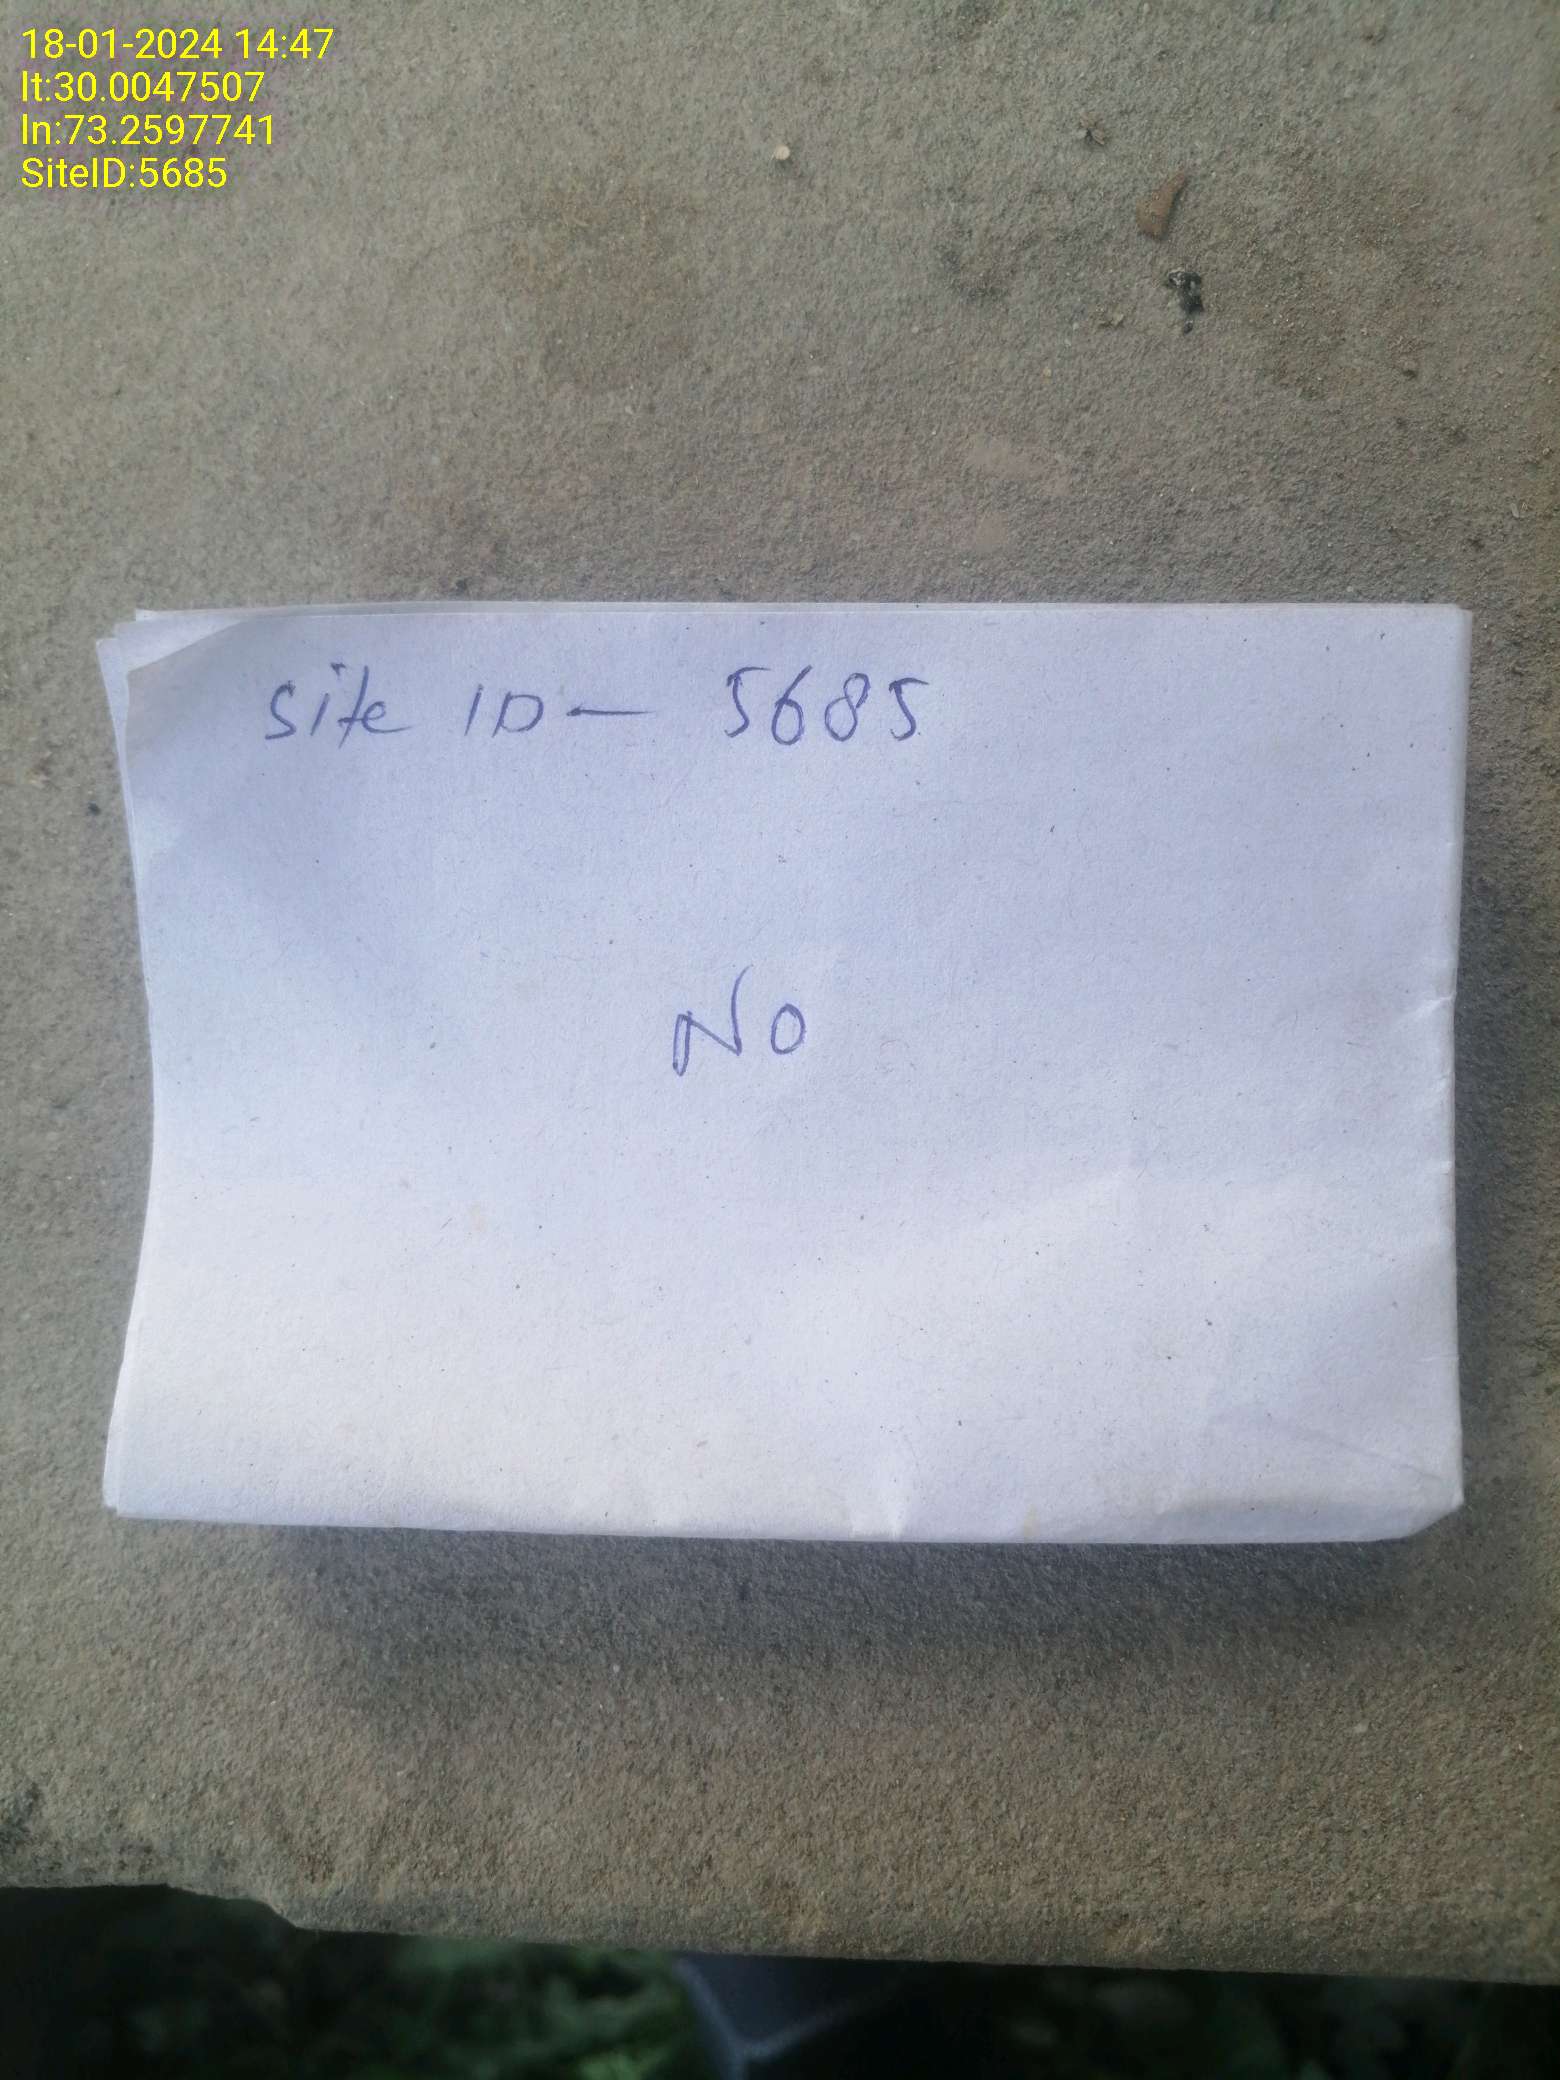 18-01-2024 14:47
lt:30.0047507
ln:73.2597741
SiteID:5685
Site ID— 5685
No